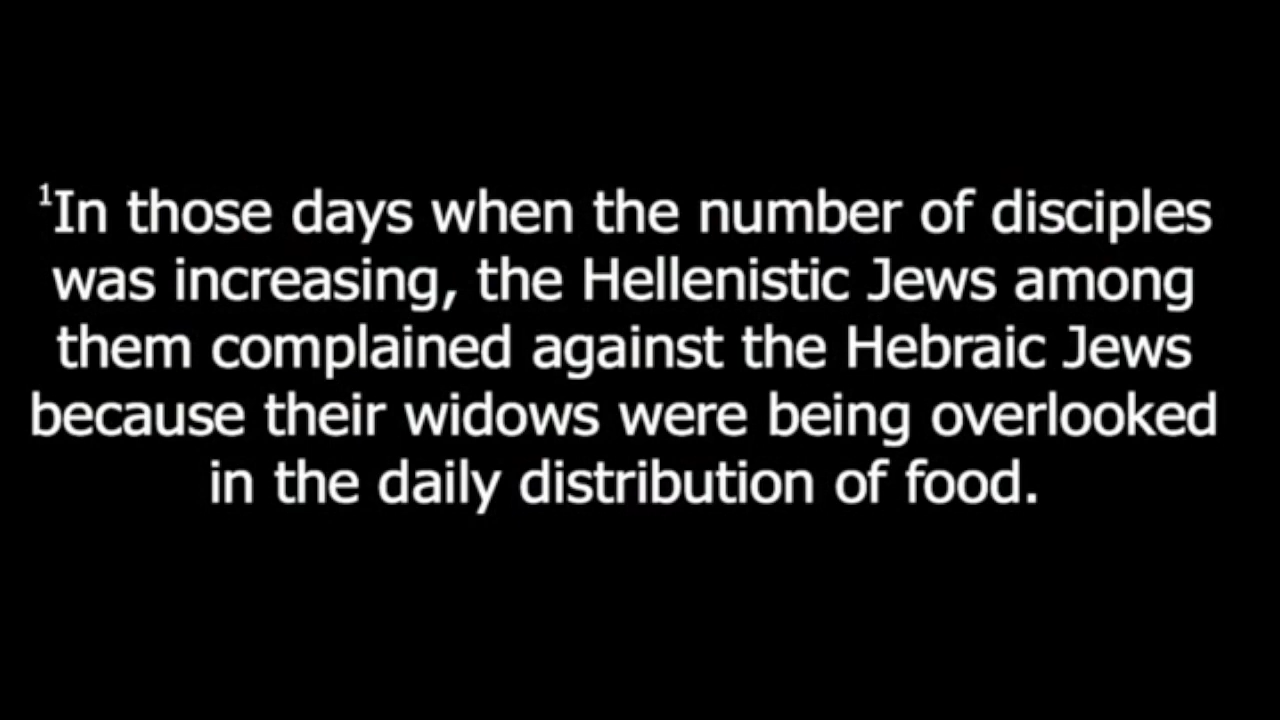 ¹In those days when the number of disciples
was increasing, the Hellenistic Jews among
them complained against the Hebraic Jews
because their widows were being overlooked
in the daily distribution of food.